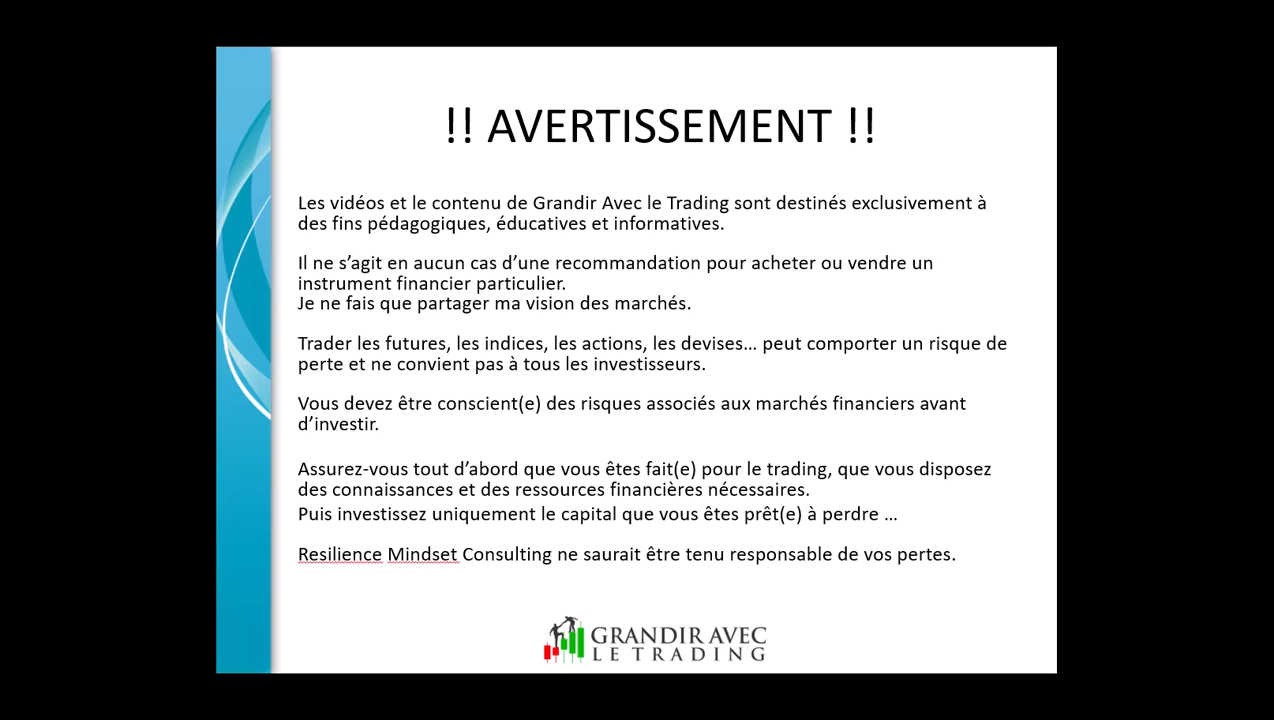 !! AVERTISSEMENT !!
Les vidéos et le contenu de Grandir Avec le Trading sont destinés exclusivement à
des fins pédagogiques, éducatives et informatives.
Il ne s’agit en aucun cas d’une recommandation pour acheter ou vendre un
instrument financier particulier.
Je ne fais que partager ma vision des marchés.
Trader les futures, les indices, les actions, les devises… peut comporter un risque de
perte et ne convient pas à tous les investisseurs.
Vous devez être conscient(e) des risques associés aux marchés financiers avant
d’investir.
Assurez-vous tout d’abord que vous êtes fait(e) pour le trading, que vous disposez
des connaissances et des ressources financières nécessaires.
Puis investissez uniquement le capital que vous êtes prêt(e) à perdre …
Resilience Mindset Consulting ne saurait être tenu responsable de vos pertes.
GRANDIR AVEC
LE TRADING